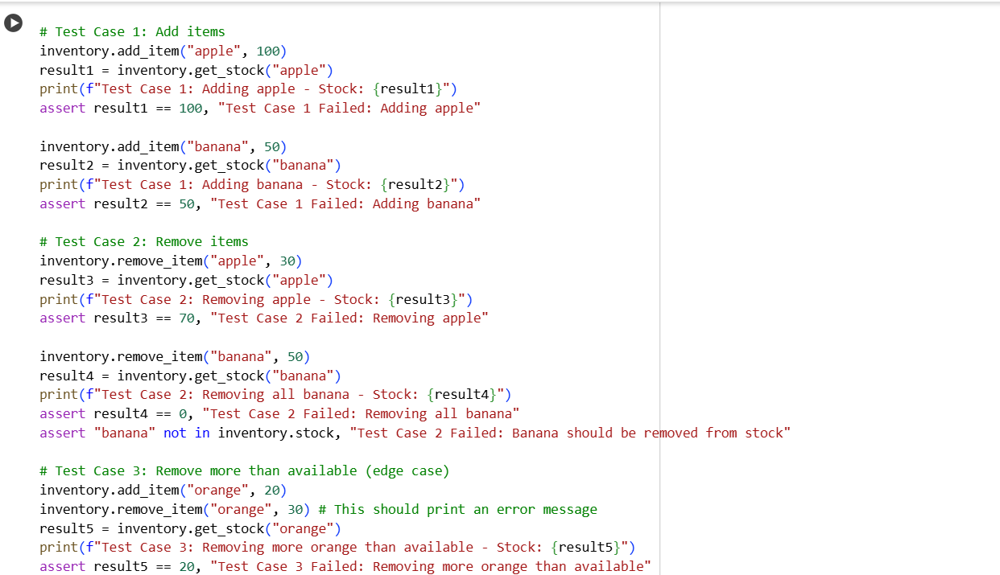 # Test Case 1: Add items
inventory.add_item("apple", 100)
result1 = inventory.get_stock("apple")
print(f"Test Case 1: Adding apple - Stock: {result1}")
assert result1 == 100, "Test Case 1 Failed: Adding apple"

inventory.add_item("banana", 50)
result2 = inventory.get_stock("banana")
print(f"Test Case 1: Adding banana - Stock: {result2}")
assert result2 == 50, "Test Case 1 Failed: Adding banana"

# Test Case 2: Remove items
inventory.remove_item("apple", 30)
result3 = inventory.get_stock("apple")
print(f"Test Case 2: Removing apple - Stock: {result3}")
assert result3 == 70, "Test Case 2 Failed: Removing apple"

inventory.remove_item("banana", 50)
result4 = inventory.get_stock("banana")
print(f"Test Case 2: Removing all banana - Stock: {result4}")
assert result4 == 0, "Test Case 2 Failed: Removing all banana"
assert "banana" not in inventory.stock, "Test Case 2 Failed: Banana should be removed from stock"

# Test Case 3: Remove more than available (edge case)
inventory.add_item("orange", 20)
inventory.remove_item("orange", 30) # This should print an error message
result5 = inventory.get_stock("orange")
print(f"Test Case 3: Removing more orange than available - Stock: {result5}")
assert result5 == 20, "Test Case 3 Failed: Removing more orange than available"